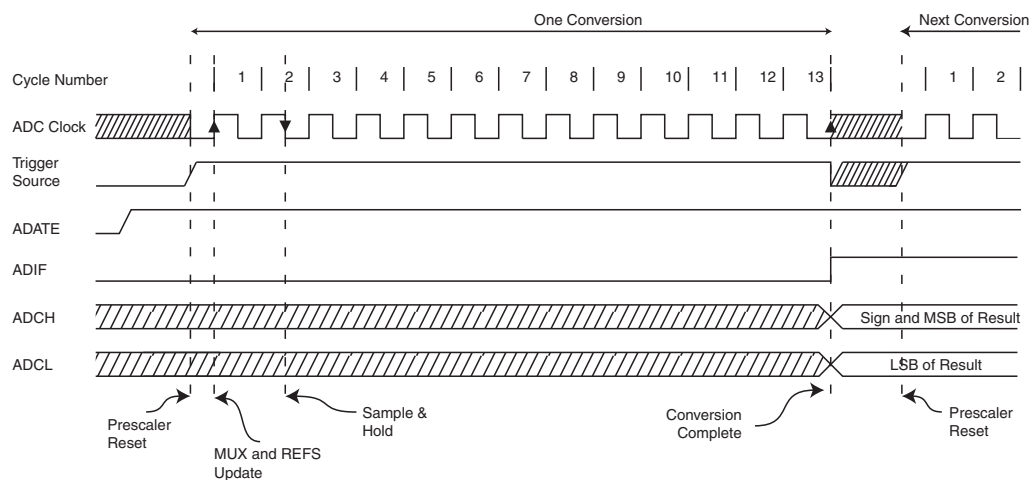 One Conversion
Next Conversion
Cycle Number
1 2 3 4 5 6 7 8 9 10 11 12 13 1 2
ADC Clock
Trigger
Source
ADATE
ADIF
ADCH
Sign and MSB of Result
ADCL
LSB of Result
Prescaler
Reset
MUX and REFS
Update
Sample &
Hold
Conversion
Complete
Prescaler
Reset